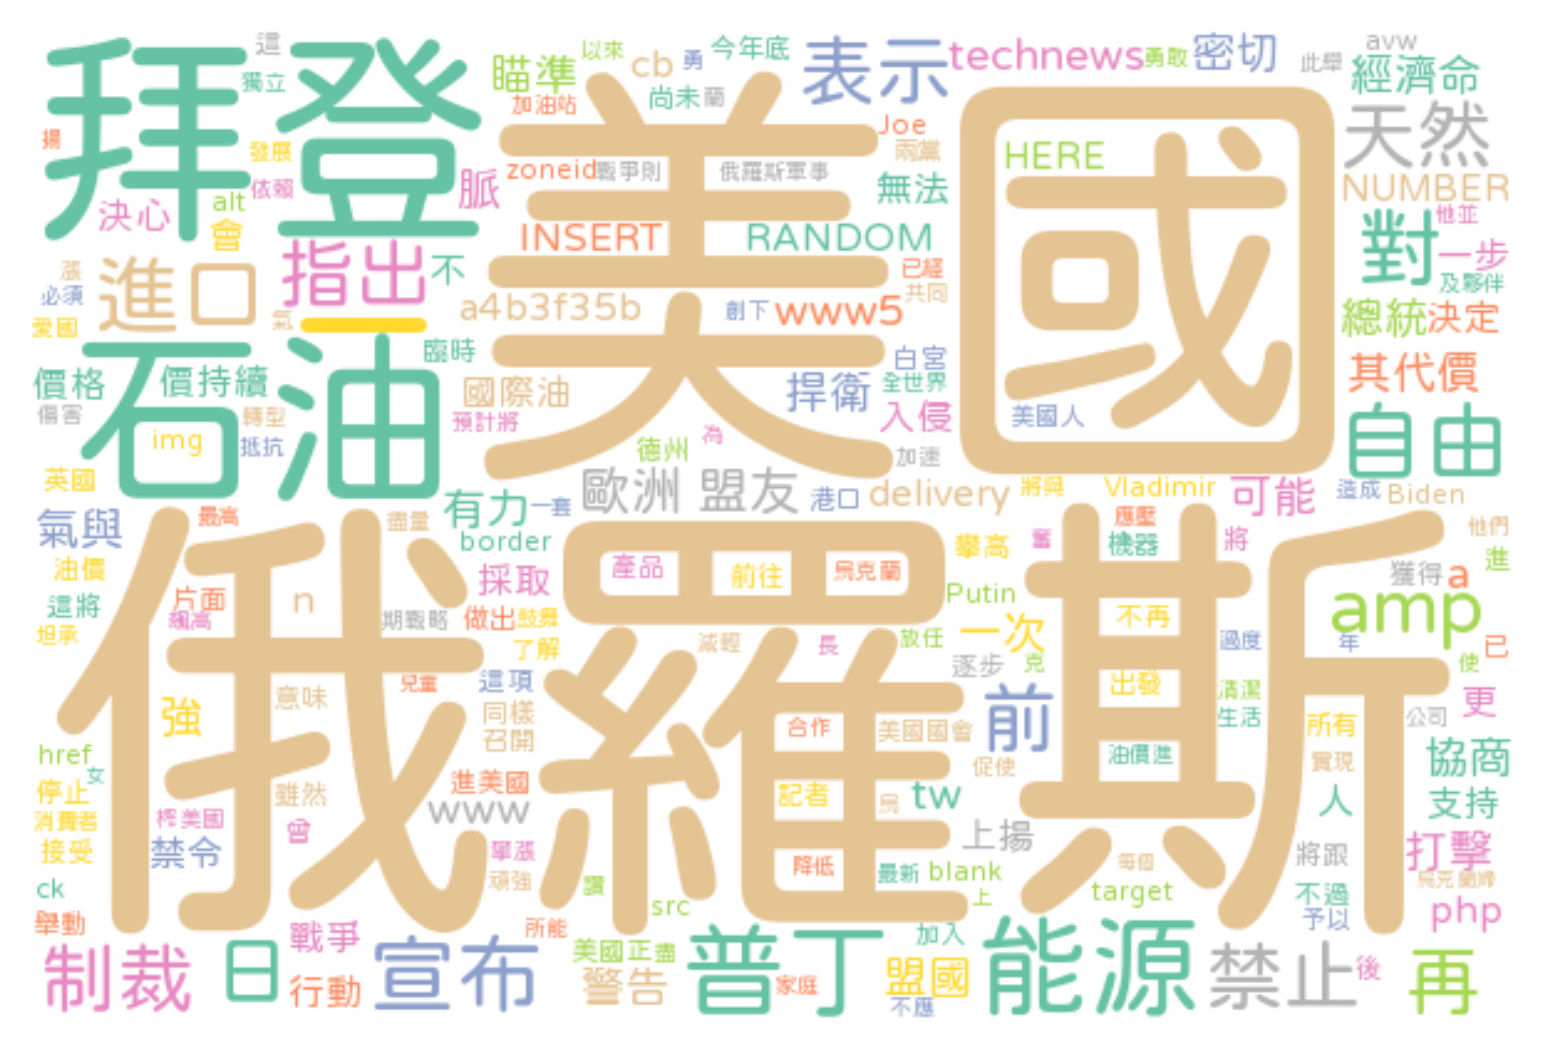 拜登
美國
俄羅斯
石油
這
獨立
揚
發展
依賴
alt
決心
會
脈
進口
指出
不
漲
必須
愛國
氣
一
臨時
價格
價持續
傷害
轉型
img
抵抗
英國
瞄準
以來
cb
勇
今年底
尚未
蘭
加油站
表示
technews
勇敢
密切
此舉
avw
經濟命
天然
NUMBER
Joe
兩黨
zoneid
戰爭則
俄羅斯軍事
無法
HERE
INSERT
RANDOM
已經
共同
a4b3f35b
創下
www5
國際油
預計將
白宮
全世界
捍衛
入侵
美國人
為
德州
加速
歐洲
盟友
港口
delivery
將與
Vladimir
可能
造成
Biden
對
他並
一步
及夥伴
總統
決定
其代價
自由
氣與
最高
盡量
有力
一套
border
採取
油價
這將
坦承
片面
飆高
n
期戰略
做出
鼓舞
了解
產品
前往
烏克蘭
攀高
奮
應壓
機器
將
他們
進
獲得
a
amp
Putin
一次
不再
過度
年
已
使
減輕
長
放任
逐步
克
強
意味
兒童
這項
同樣
召開
合作
美國國會
前
出發
清潔
生活
所有
公司
更
href
女
停止
消費者
接受
ck
舉動
雖然
榨美國
曾
禁令
進美國
www
攀漲
頑強
記者
烏
tw
促使
油價進
實現
人
協商
支持
上揚
降低
最新
blank
上
每個
target
將跟
不過
予以
打擊
烏克蘭婦
php
讚
src
所能
制裁
日
戰爭
行動
宣布
美國正盡
警告
普丁
家庭
加入
盟國
不應
能源
禁止
後
再